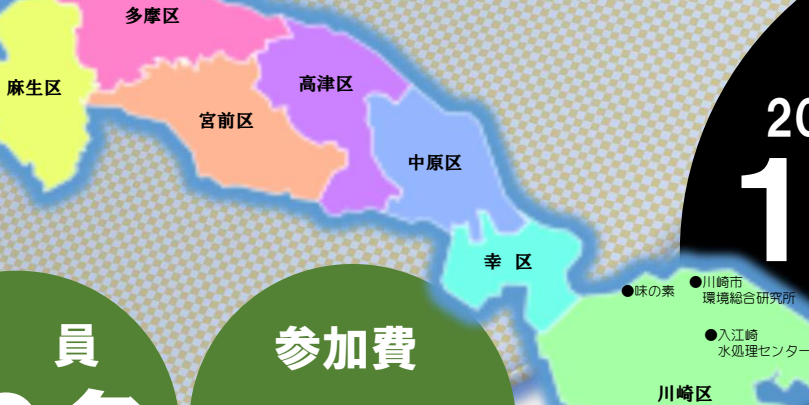 多摩区
麻生区
高津区
宮前区
中原区
20
1
幸 区
●味の素
●川崎市
環境総合研究所
●入江崎
水処理センター
員
参加費
川崎区